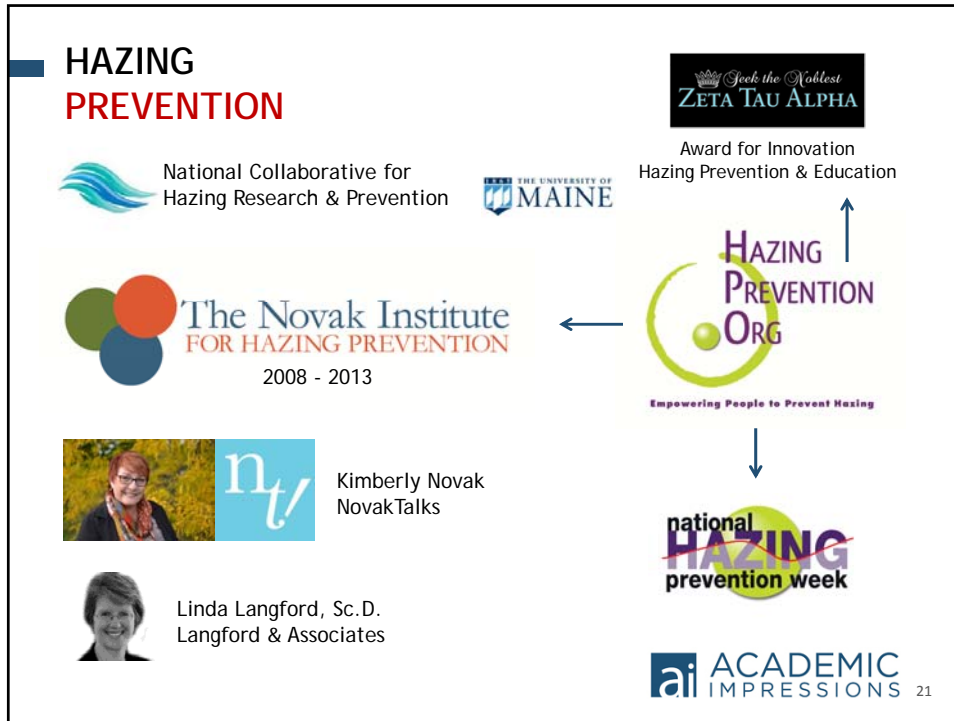 HAZING
PREVENTION
Seek the Noblest
ZETA TAU ALPHA
Award for Innovation
Hazing Prevention & Education
National Collaborative for
Hazing Research & Prevention
1865 THE UNIVERSITY OF
MAINE
HAZING
PREVENTION
ORG
Empowering People to Prevent Hazing
The Novak Institute
FOR HAZING PREVENTION
2008 - 2013
nt!
Kimberly Novak
NovakTalks
national
HAZING
prevention week
Linda Langford, Sc.D.
Langford & Associates
ai ACADEMIC
IMPRESSIONS
21